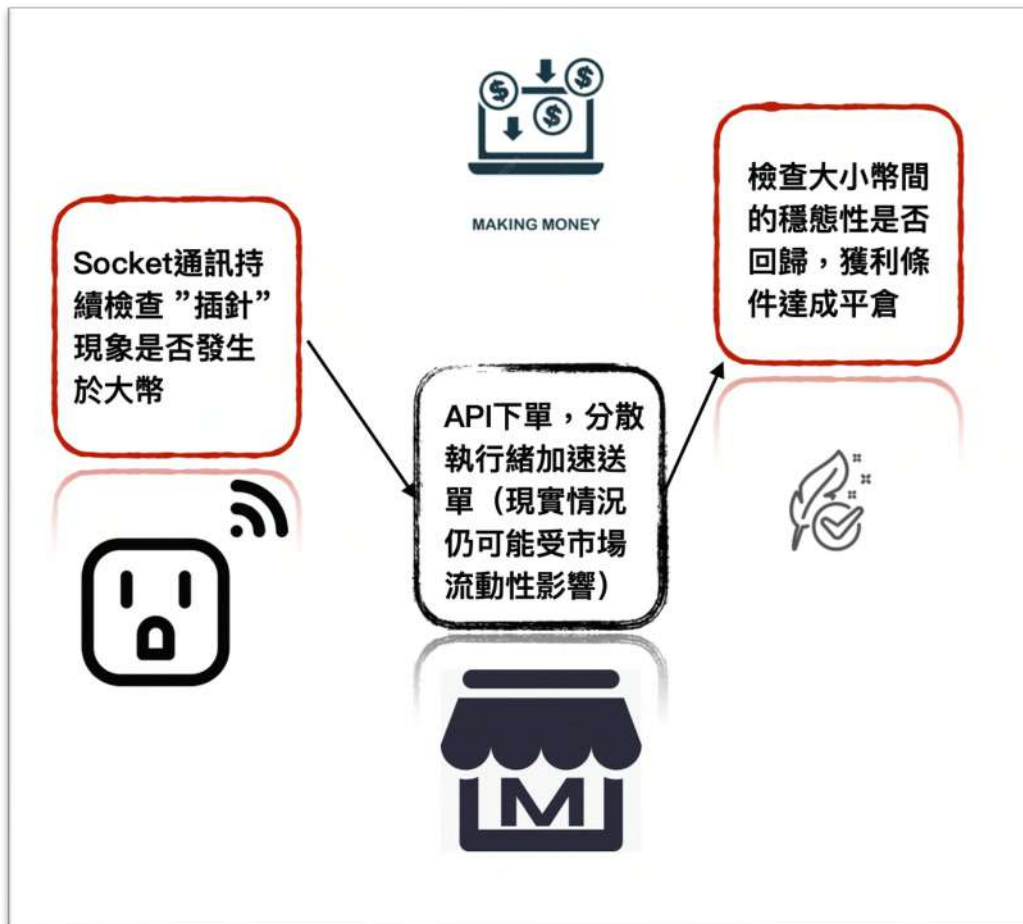 MAKING MONEY
Socket通訊持
續檢查”插針”
現象是否發生
於大幣
API下單，分散
執行緒加速送
單（現實情況
仍可能受市場
流動性影響）
檢查大小幣間
的穩態性是否
回歸，獲利條
件達成平倉
M